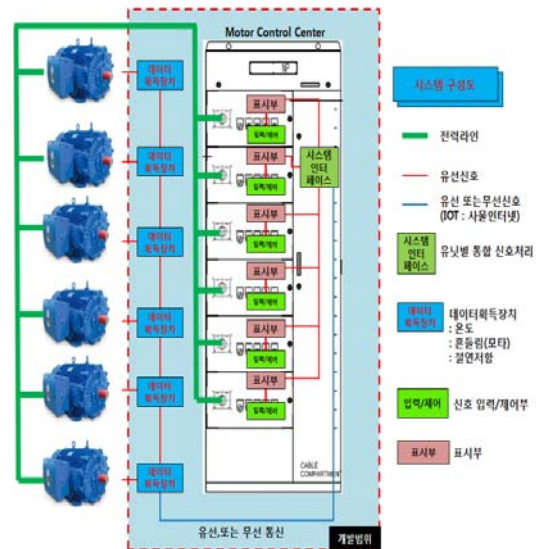 Motor Control Center
데이터
획득장치
데이터
획득장치
데이터
획득장치
데이터
획득장치
데이터
획득장치
데이터
획득장치
표시부
입력/제어
표시부
입력/제어
표시부
입력/제어
표시부
입력/제어
표시부
입력/제어
표시부
입력/제어
시스템
인터
페이스
CABLE
COMPARTMENT
유선,또는 무선 통신
개발범위
시스템 구성도
전력라인
유선신호
유선 또는무선신호
(IOT : 사물인터넷)
시스템
인터
페이스
유닛별 통합 신호처리
데이터
획득장치
데이터획득장치
: 온도
: 흔들림(모타)
: 절연저항
입력/제어
신호 입력/제어부
표시부
표시부